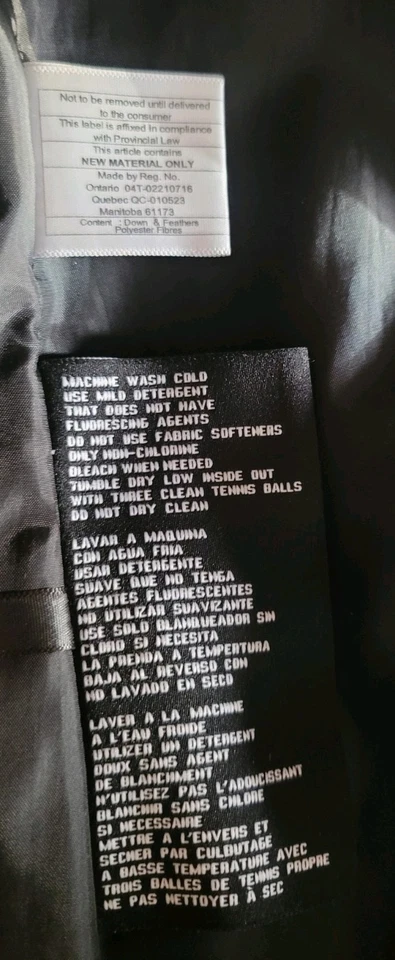 Not to be removed until delivered
to the consumer
This label is affixed in compliance
with Provincial Law
This article contains
NEW MATERIAL ONLY
Made by Reg. No.
Ontario 04T-02210716
Quebec QC-010523
Manitoba 61173
Content : Down & Feathers
Polyester Fibres
MACHINE WASH COLD
USE MILD DETERGENT
THAT DOES NOT HAVE
FLUORESCING AGENTS
DO NOT USE FABRIC SOFTENERS
ONLY NON-CHLORINE
BLEACH WHEN NEEDED
TUMBLE DRY LOW INSIDE OUT
WITH THREE CLEAN TENNIS BALLS
DO NOT DRY CLEAN
LAVAR A MAQUINA
CON AGUA FRIA
USAR DETERGENTE
SUAVE QUE NO TENGA
AGENTES FLUORESCENTES
NO UTILIZAR SUAVIZANTE
USE SOLO BLANQUEADOR SIN
CLORO SI NECESITA
LA PRENDA A TEMPERTURA
BAJA AL REVERSO CON
NO LAVADO EN SECO
LAVER A LA MACHINE
A L'EAU FROIDE
UTILIZER UN DETERGENT
DOUX SANS AGENT
DE BLANCHMENT
N'UTILISEZ PAS L'ADOUCISSANT
BLANCHIR SANS CHLORE
SI NECESSAIRE
METTRE A L'ENVERS ET
SECHER PAR CULBUTAGE
A BASSE TEMPERATURE AVEC
TROIS BALLES DE TENNIS PROPRE
NE PAS NETTOYER À SEC